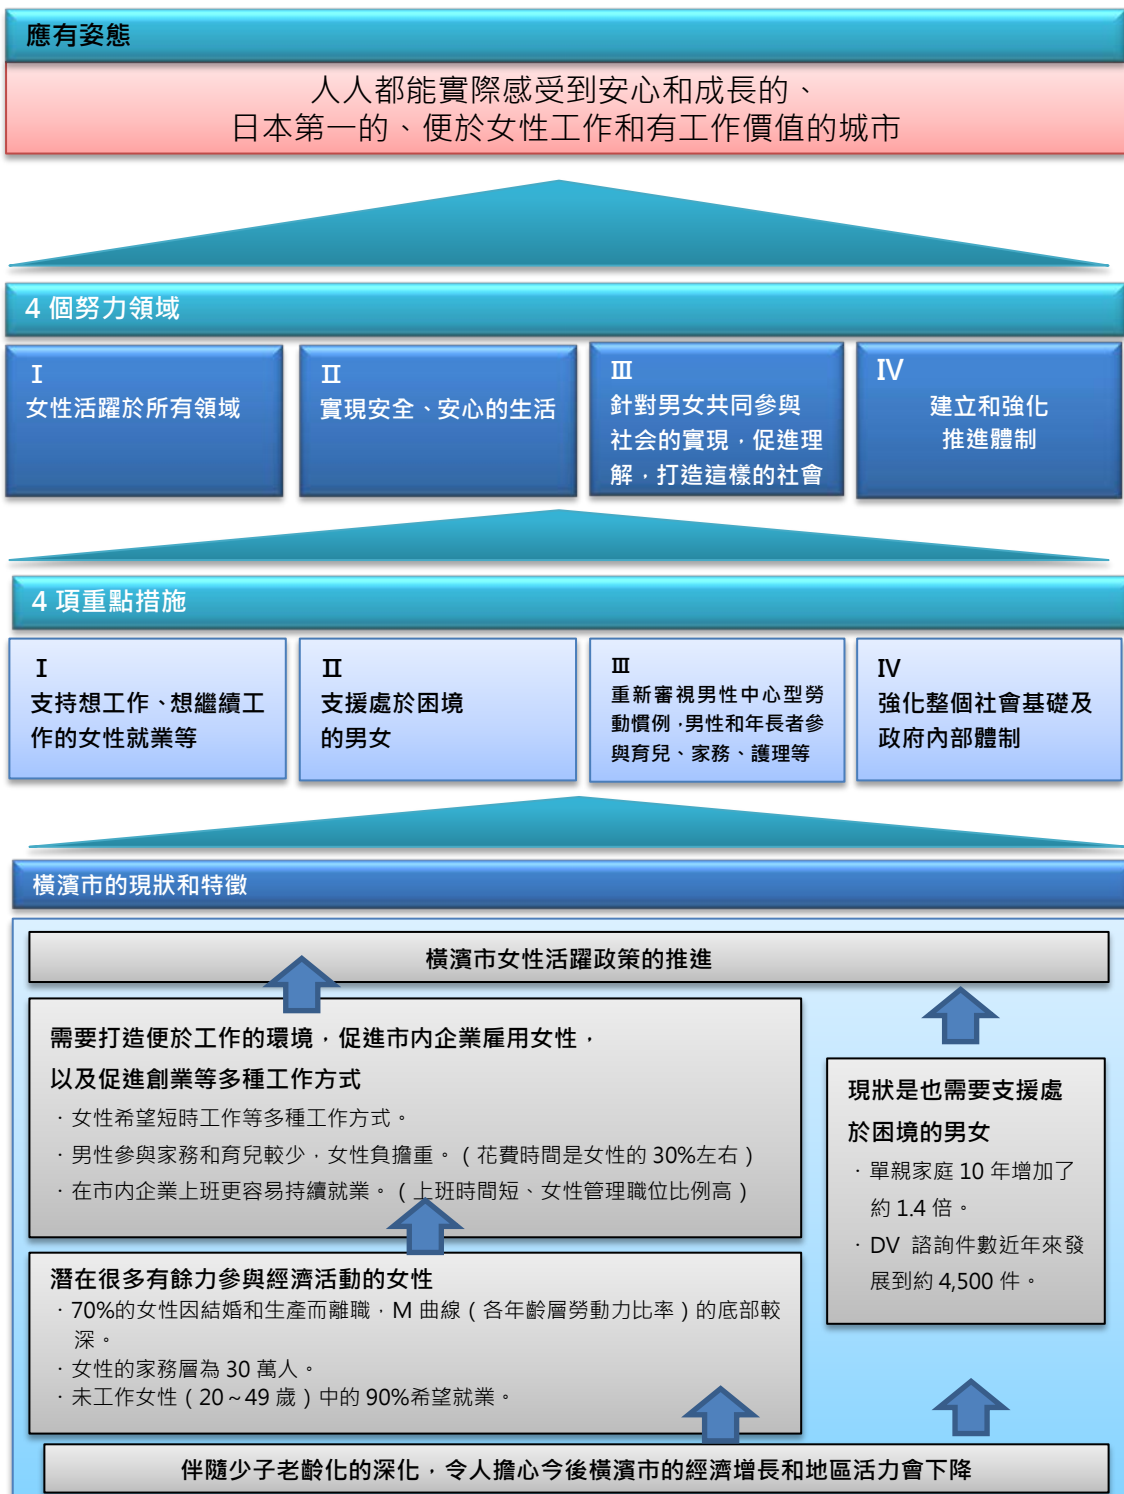 應有姿態
人人都能實際感受到安心和成長的、
日本第一的、便於女性工作和有工作價值的城市
4 個努力領域
Ⅰ
女性活躍於所有領域
Ⅱ
實現安全、安心的生活
Ⅲ
針對男女共同參與
社会的實現，促進理
解，打造這樣的社會
Ⅳ
建立和強化
推進體制
4 項重點措施
Ⅰ
支持想工作、想繼續工
作的女性就業等
Ⅱ
支援處於困境
的男女
Ⅲ
重新審視男性中心型勞
動慣例，男性和年長者參
與育兒、家務、護理等
Ⅳ
強化整個社會基礎及
政府內部體制
橫濱市的現狀和特徵
橫濱市女性活躍政策的推進
需要打造便於工作的環境，促進市内企業雇用女性，
以及促進創業等多種工作方式
・女性希望短時工作等多種工作方式。
・男性參與家務和育兒較少，女性負擔重。（花費時間是女性的 30%左右）
・在市内企業上班更容易持續就業。（上班時間短、女性管理職位比例高）
現狀是也需要支援處
於困境的男女
・單親家庭 10 年增加了
約 1.4 倍。
・DV 諮詢件數近年來發
展到約 4,500 件。
潛在很多有餘力參與經濟活動的女性
・70%的女性因結婚和生產而離職，M 曲線（各年齡層勞動力比率）的底部較
深。
・女性的家務層為 30 萬人。
・未工作女性（20～49 歲）中的 90%希望就業。
伴隨少子老齡化的深化，令人擔心今後橫濱市的經濟增長和地區活力會下降